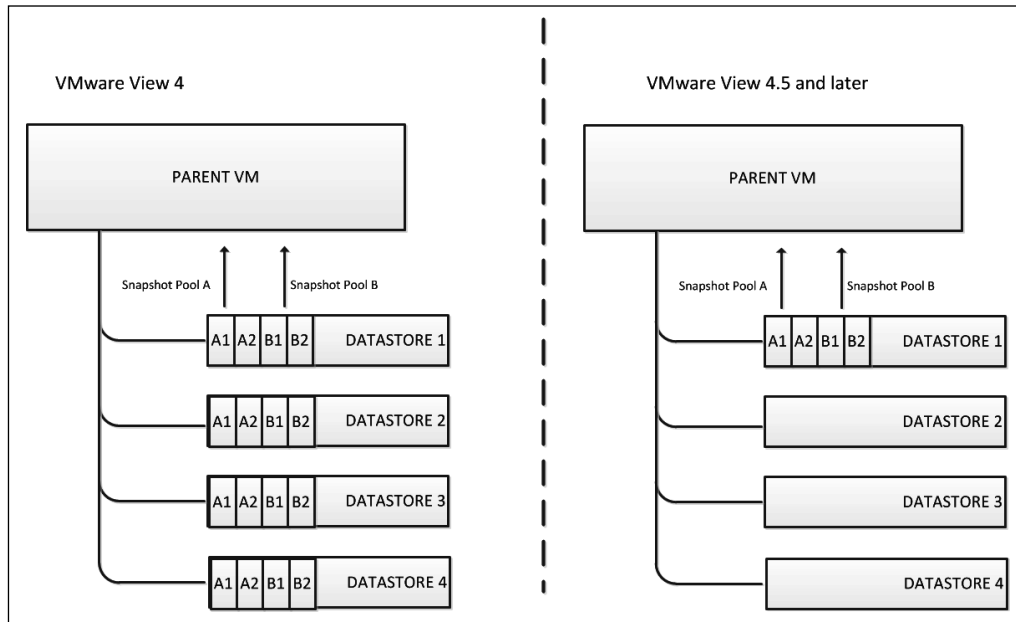 VMware View 4
PARENT VM
Snapshot Pool A
Snapshot Pool B
A1 A2 B1 B2 DATASTORE 1
A1 A2 B1 B2 DATASTORE 2
A1 A2 B1 B2 DATASTORE 3
A1 A2 B1 B2 DATASTORE 4
VMware View 4.5 and later
PARENT VM
Snapshot Pool A
Snapshot Pool B
A1 A2 B1 B2 DATASTORE 1
DATASTORE 2
DATASTORE 3
DATASTORE 4